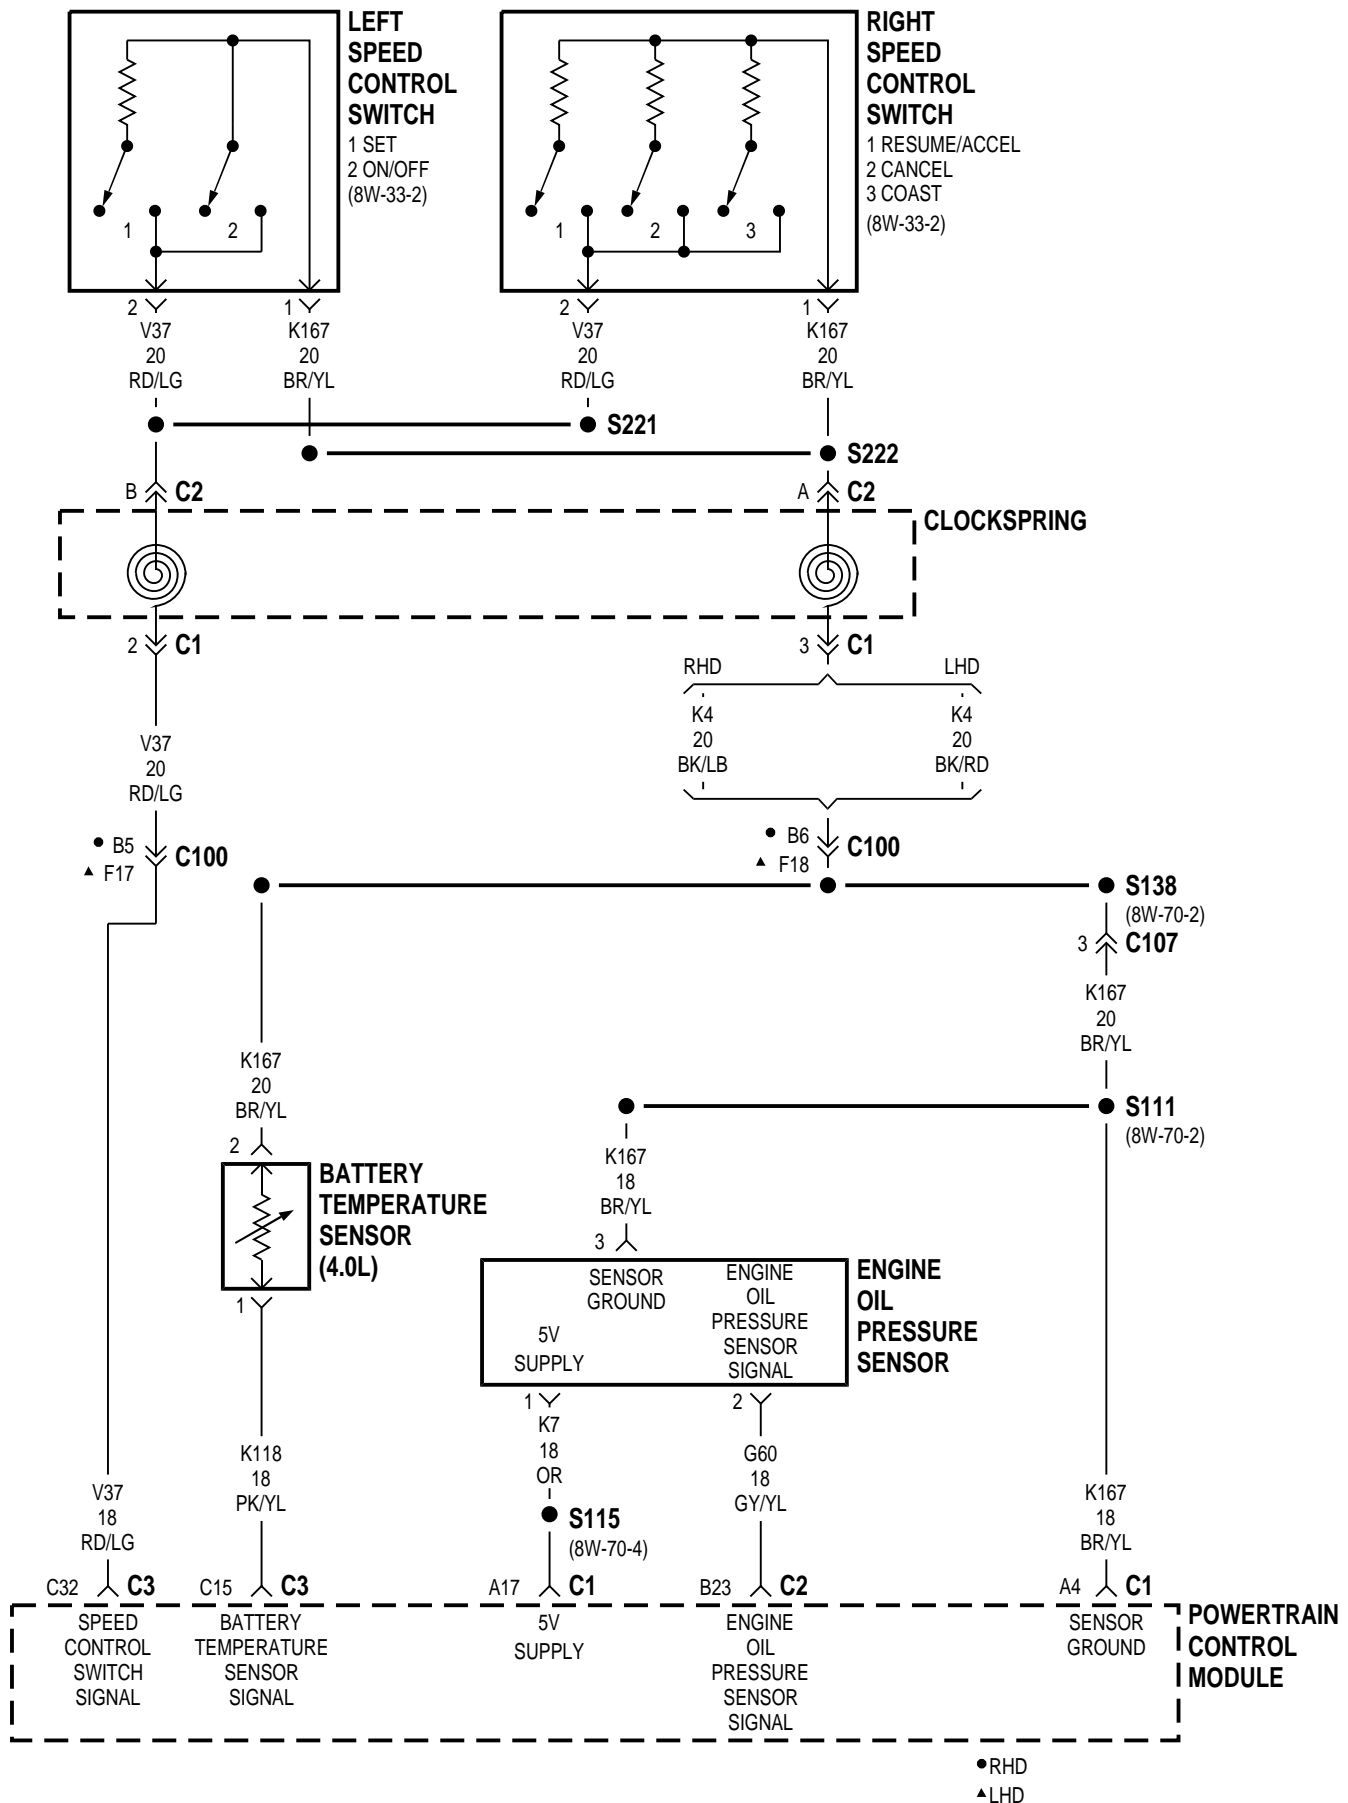 LEFT
SPEED
CONTROL
SWITCH
1 SET
2 ON/OFF
(8W-33-2)
1
2
RIGHT
SPEED
CONTROL
SWITCH
1 RESUME/ACCEL
2 CANCEL
3 COAST
(8W-33-2)
1
2
3
2
V37
20
RD/LG
1
K167
20
BR/YL
2
V37
20
RD/LG
1
K167
20
BR/YL
S221
S222
B
C2
A
C2
CLOCKSPRING
2
C1
3
C1
RHD
LHD
K4
20
BK/LB
K4
20
BK/RD
V37
20
RD/LG
B5
F17
C100
B6
F18
C100
S138
(8W-70-2)
3
C107
K167
20
BR/YL
K167
20
BR/YL
S111
(8W-70-2)
2
BATTERY
TEMPERATURE
SENSOR
(4.0L)
1
K167
18
BR/YL
3
SENSOR
GROUND
5V
SUPPLY
ENGINE
OIL
PRESSURE
SENSOR
SIGNAL
ENGINE
OIL
PRESSURE
SENSOR
1
K7
18
OR
2
G60
18
GY/YL
S115
(8W-70-4)
K118
18
PK/YL
V37
18
RD/LG
K167
18
BR/YL
C32
C3
C15
C3
A17
C1
B23
C2
A4
C1
SPEED
CONTROL
SWITCH
SIGNAL
BATTERY
TEMPERATURE
SENSOR
SIGNAL
5V
SUPPLY
ENGINE
OIL
PRESSURE
SENSOR
SIGNAL
SENSOR
GROUND
POWERTRAIN
CONTROL
MODULE
RHD
LHD